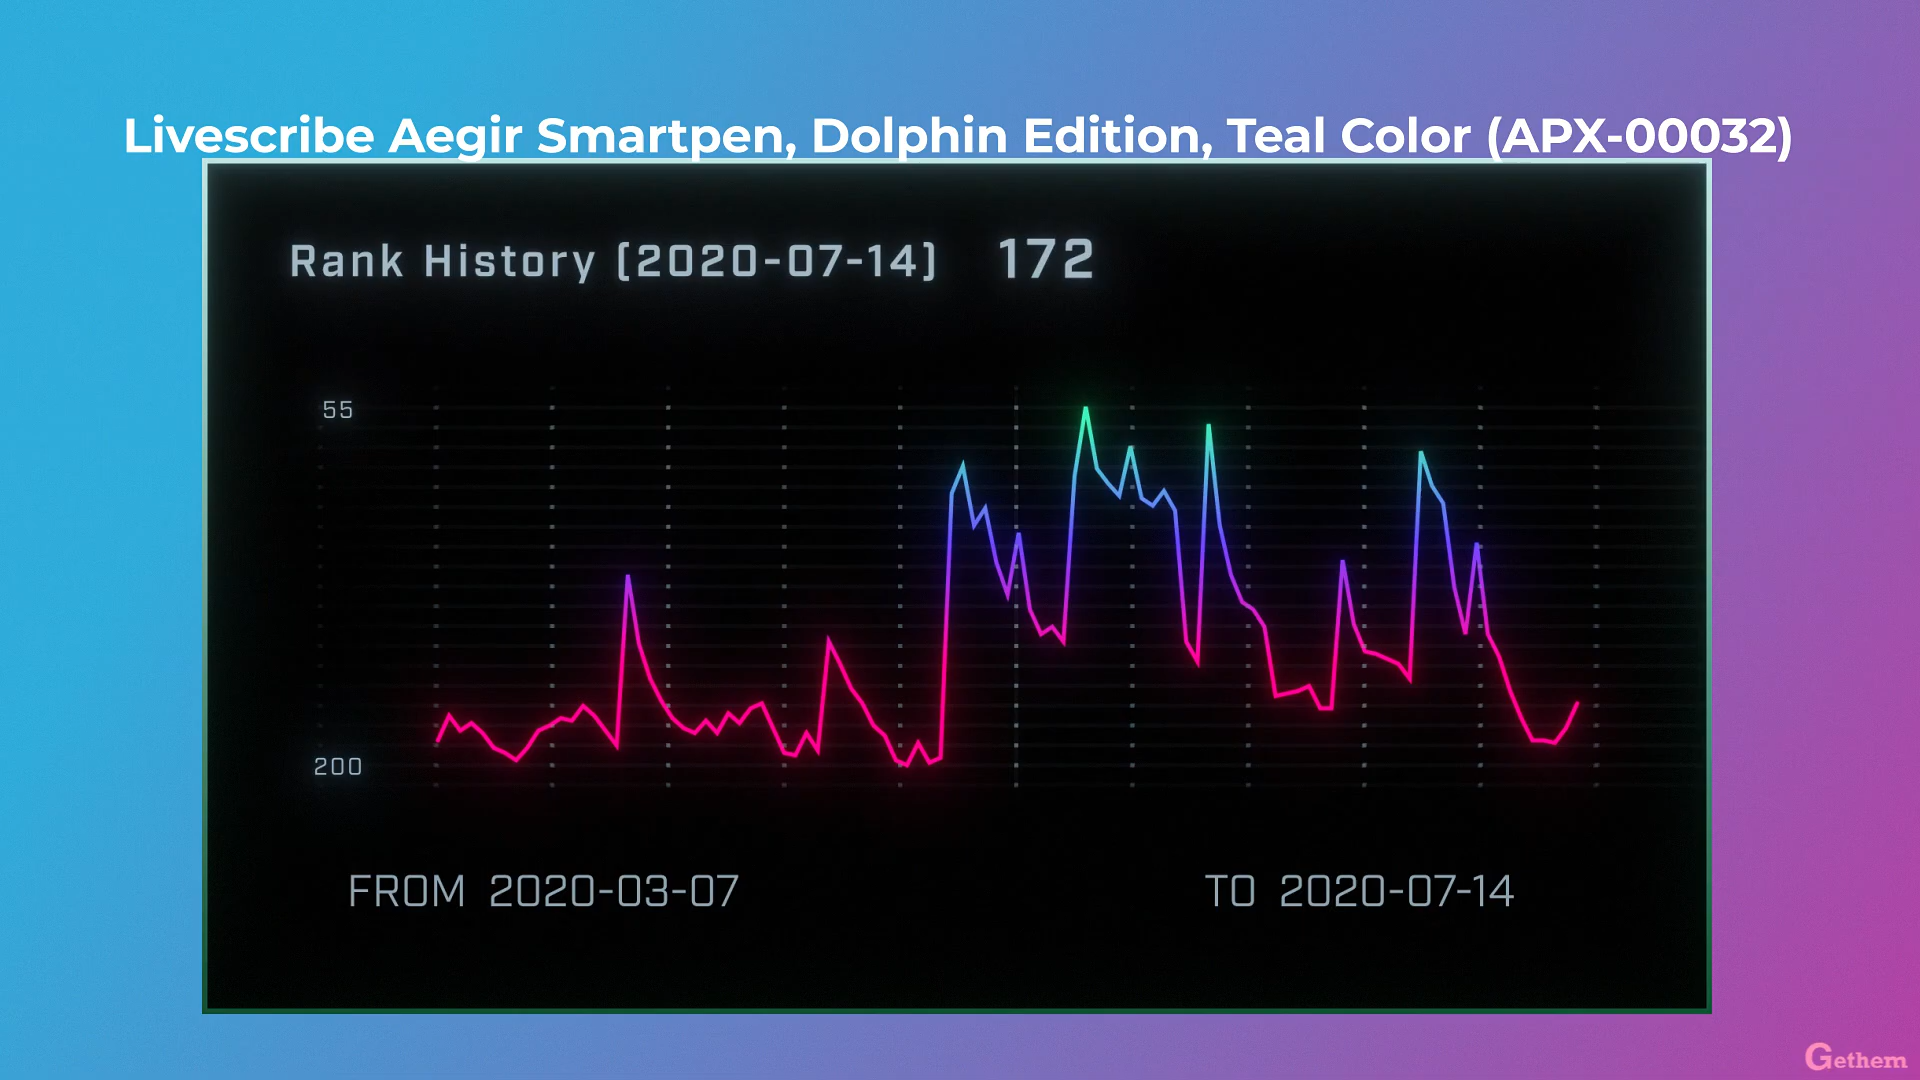 Livescribe Aegir Smartpen, Dolphin Edition, Teal Color (APX-00032)
Rank History (2020-07-14) 172
55
200
FROM 2020-03-07 TO 2020-07-14
Gethem